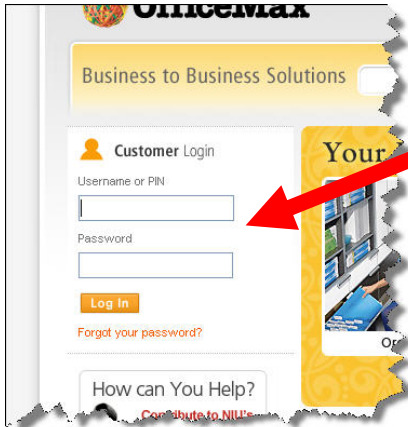 OfficeMax
Business to Business Solutions
Customer Login
Username or PIN
Password
Log In
Forgot your password?
Your
How can You Help?
Contribute to NIU's